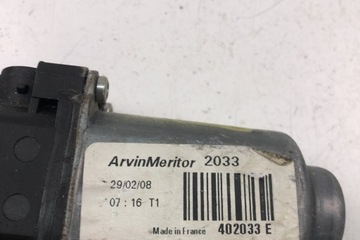 ArvinMeritor 2033
29/02/08
07 : 16 T1
402033 E
Made in France